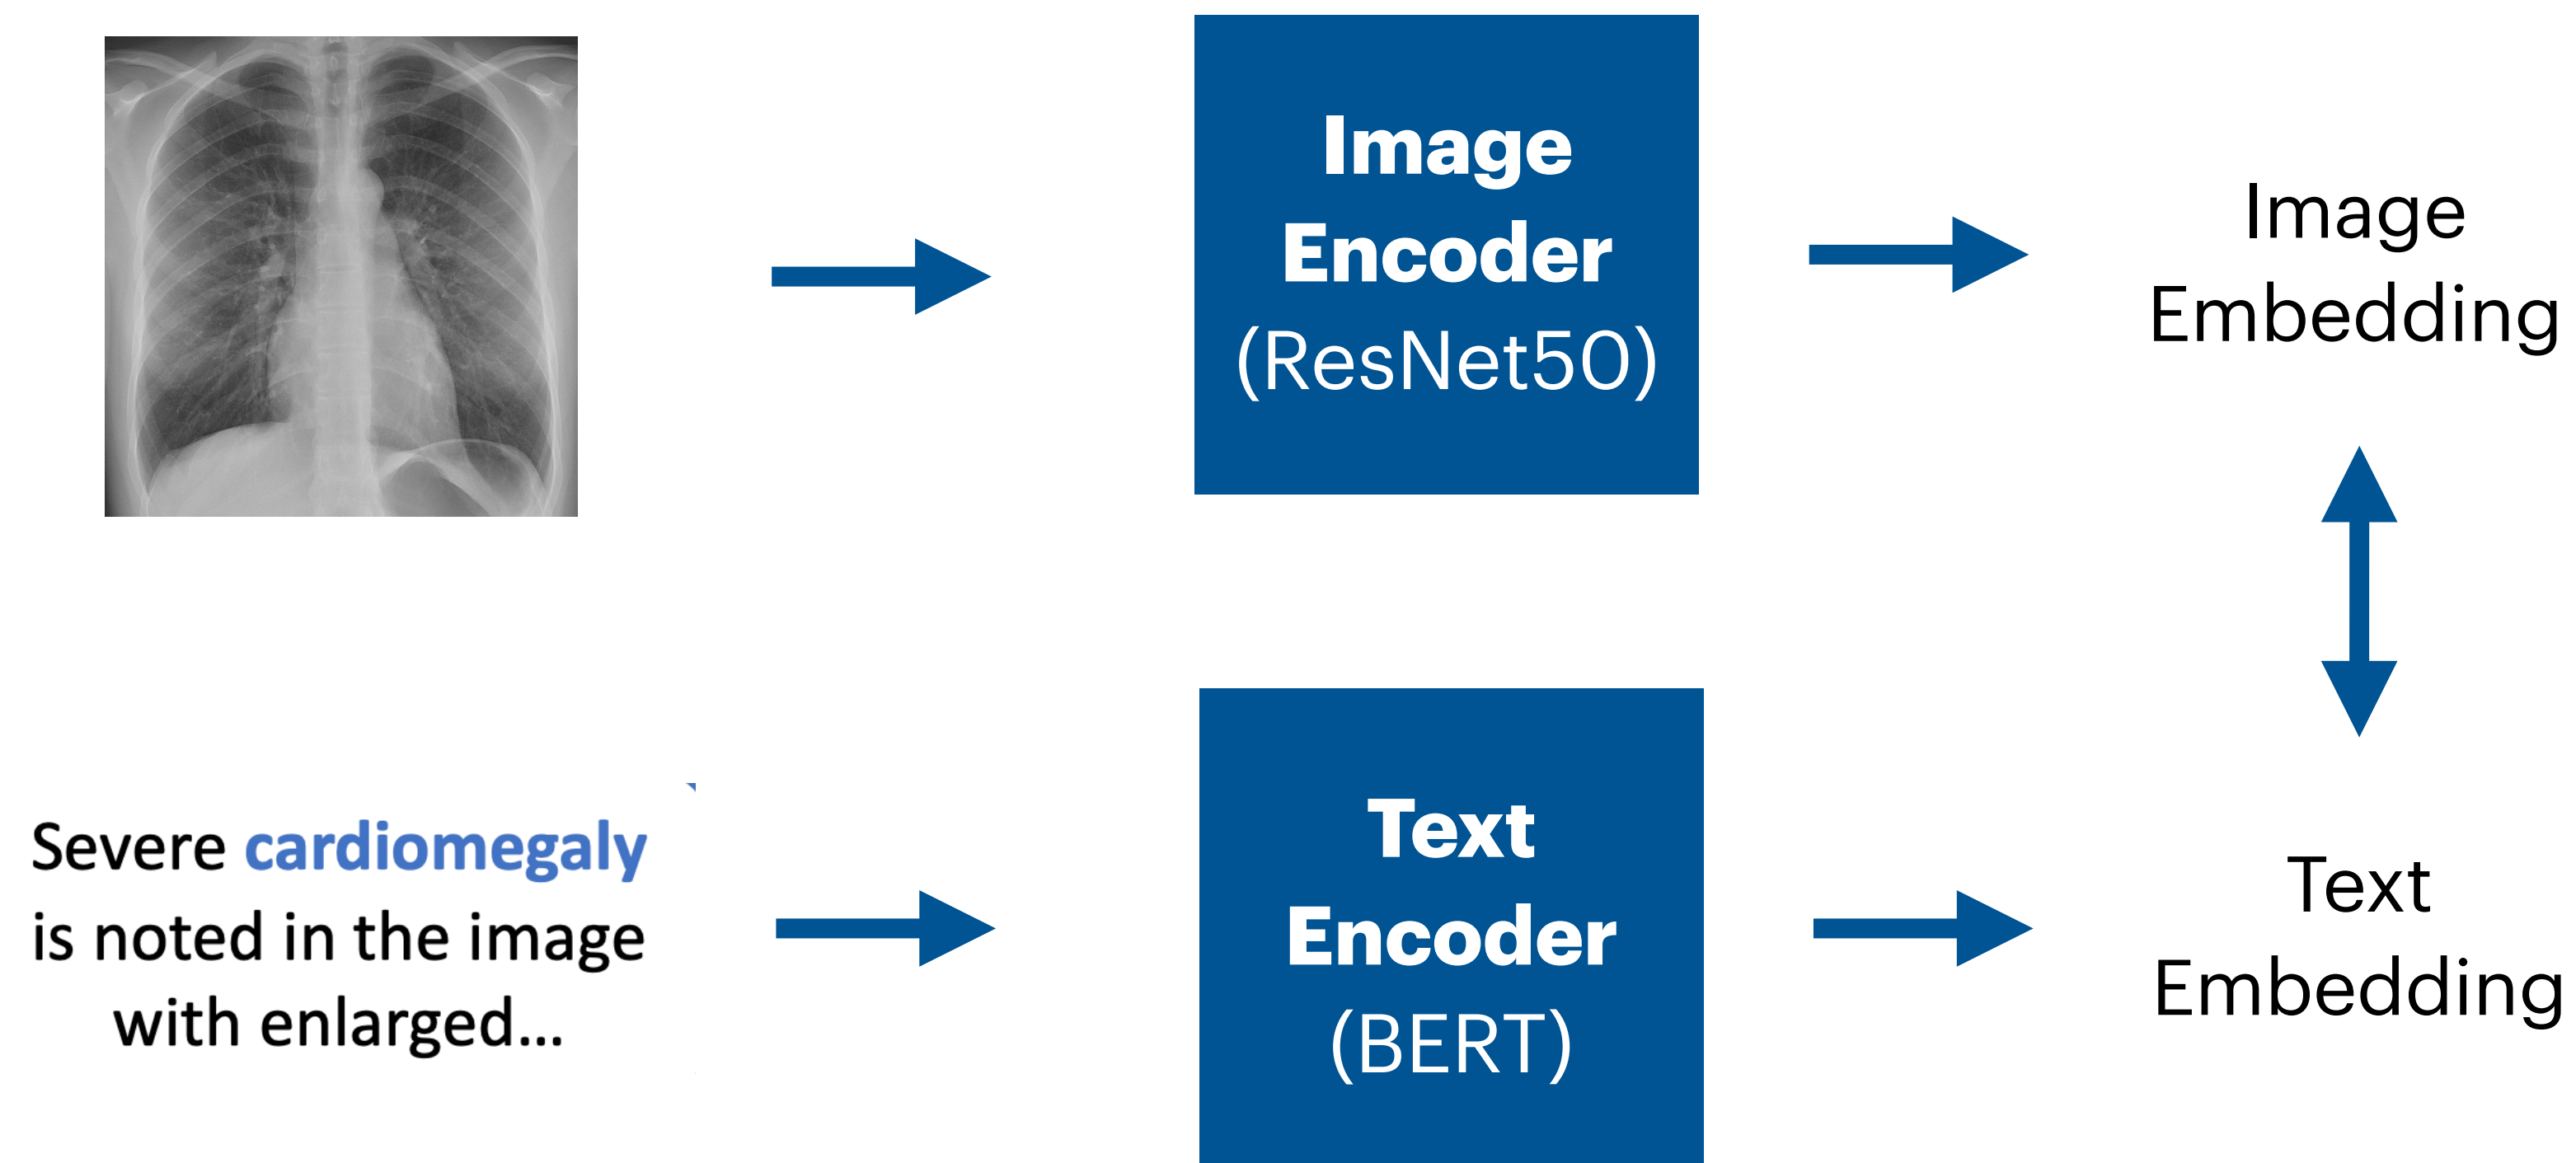 Image
Encoder
(ResNet50)
Image
Embedding
Severe cardiomegaly
is noted in the image
with enlarged...
Text
Encoder
(BERT)
Text
Embedding